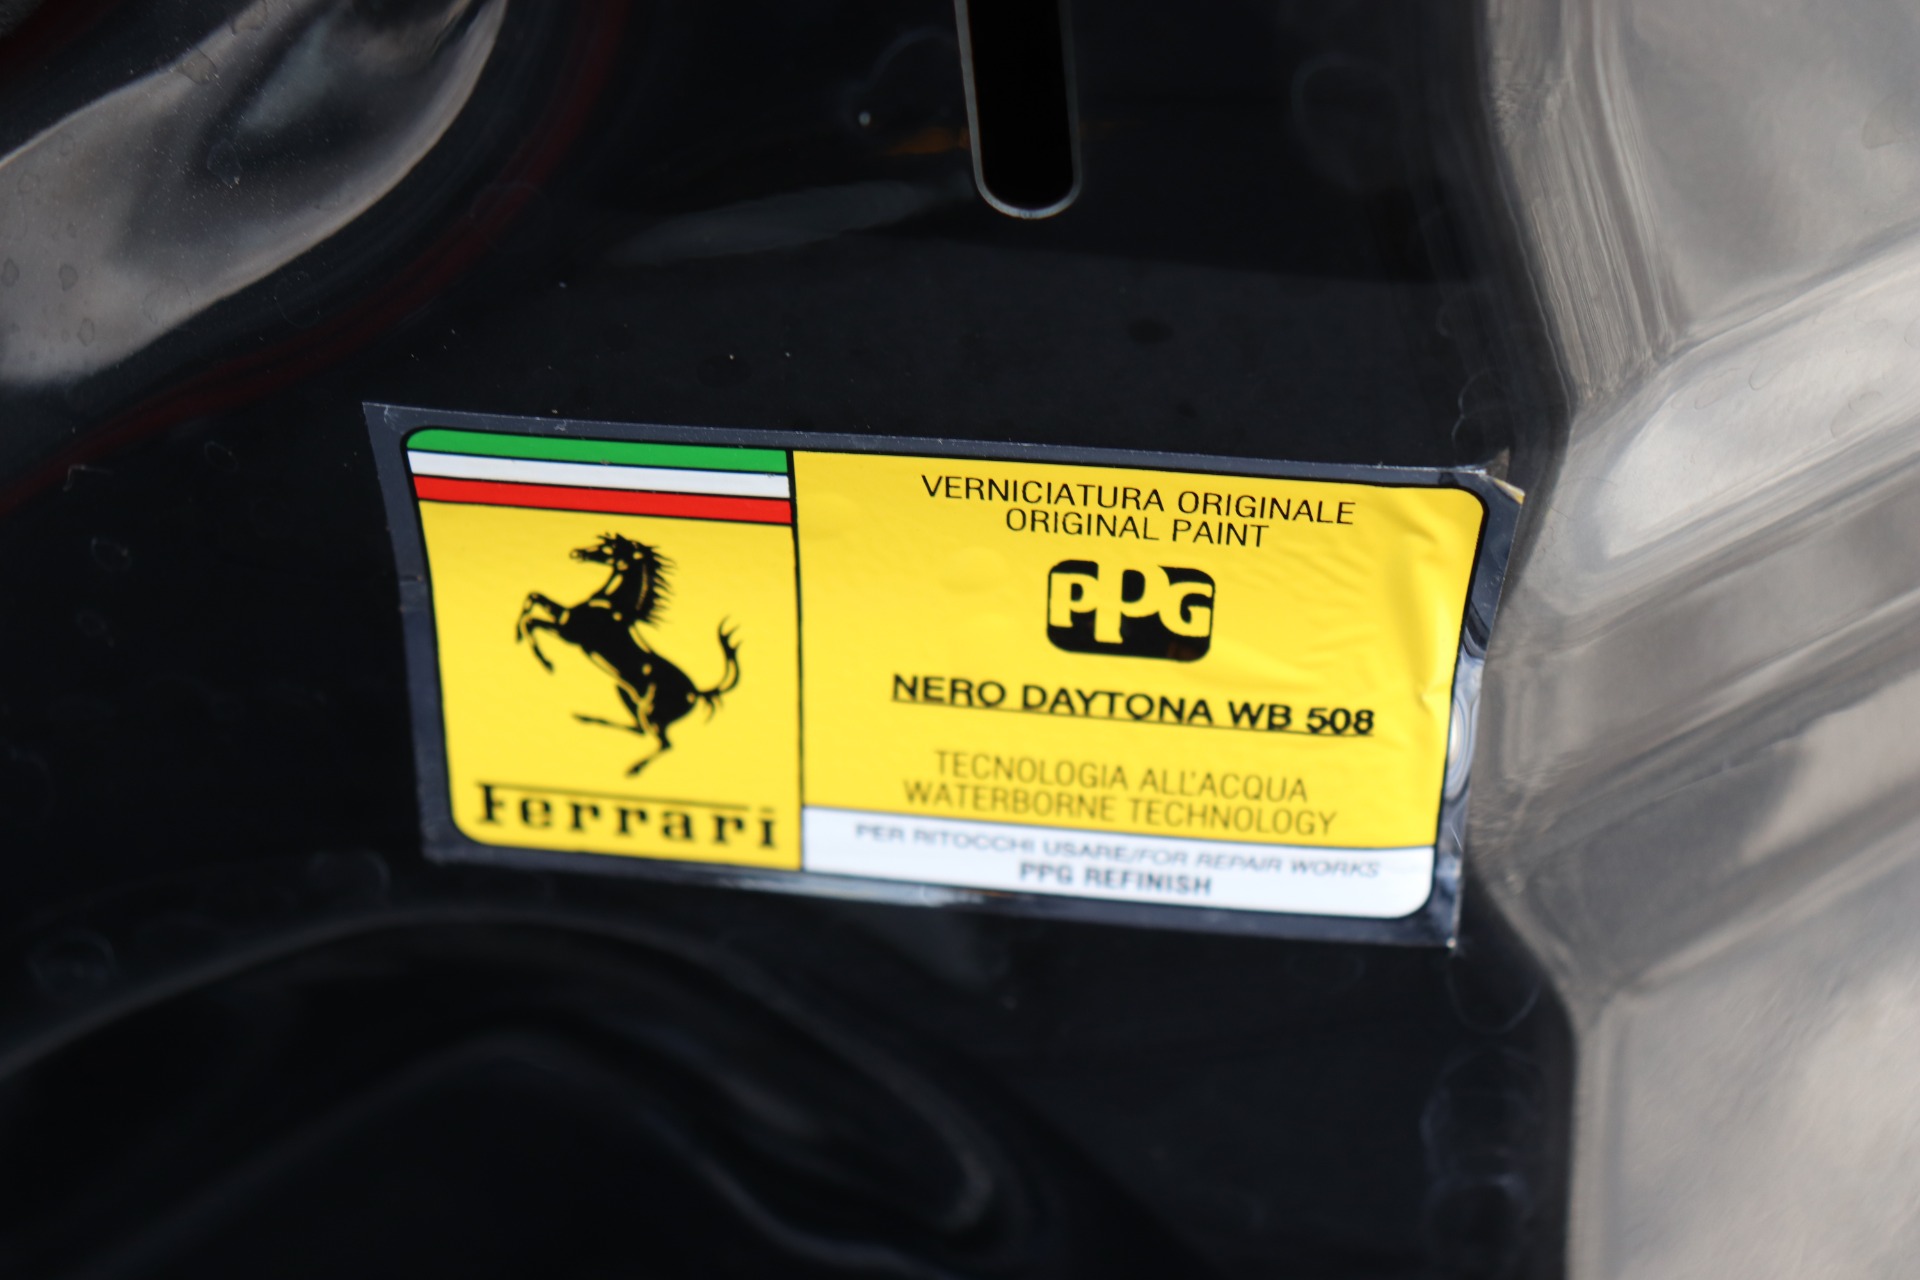 Ferrari
VERNICIATURA ORIGINALE
ORIGINAL PAINT
PPG
NERO DAYTONA WB 508
TECNOLOGIA ALL'ACQUA
WATERBORNE TECHNOLOGY
PER RITOCCHI USARE/FOR REPAIR WORKS
PPG REFINISH